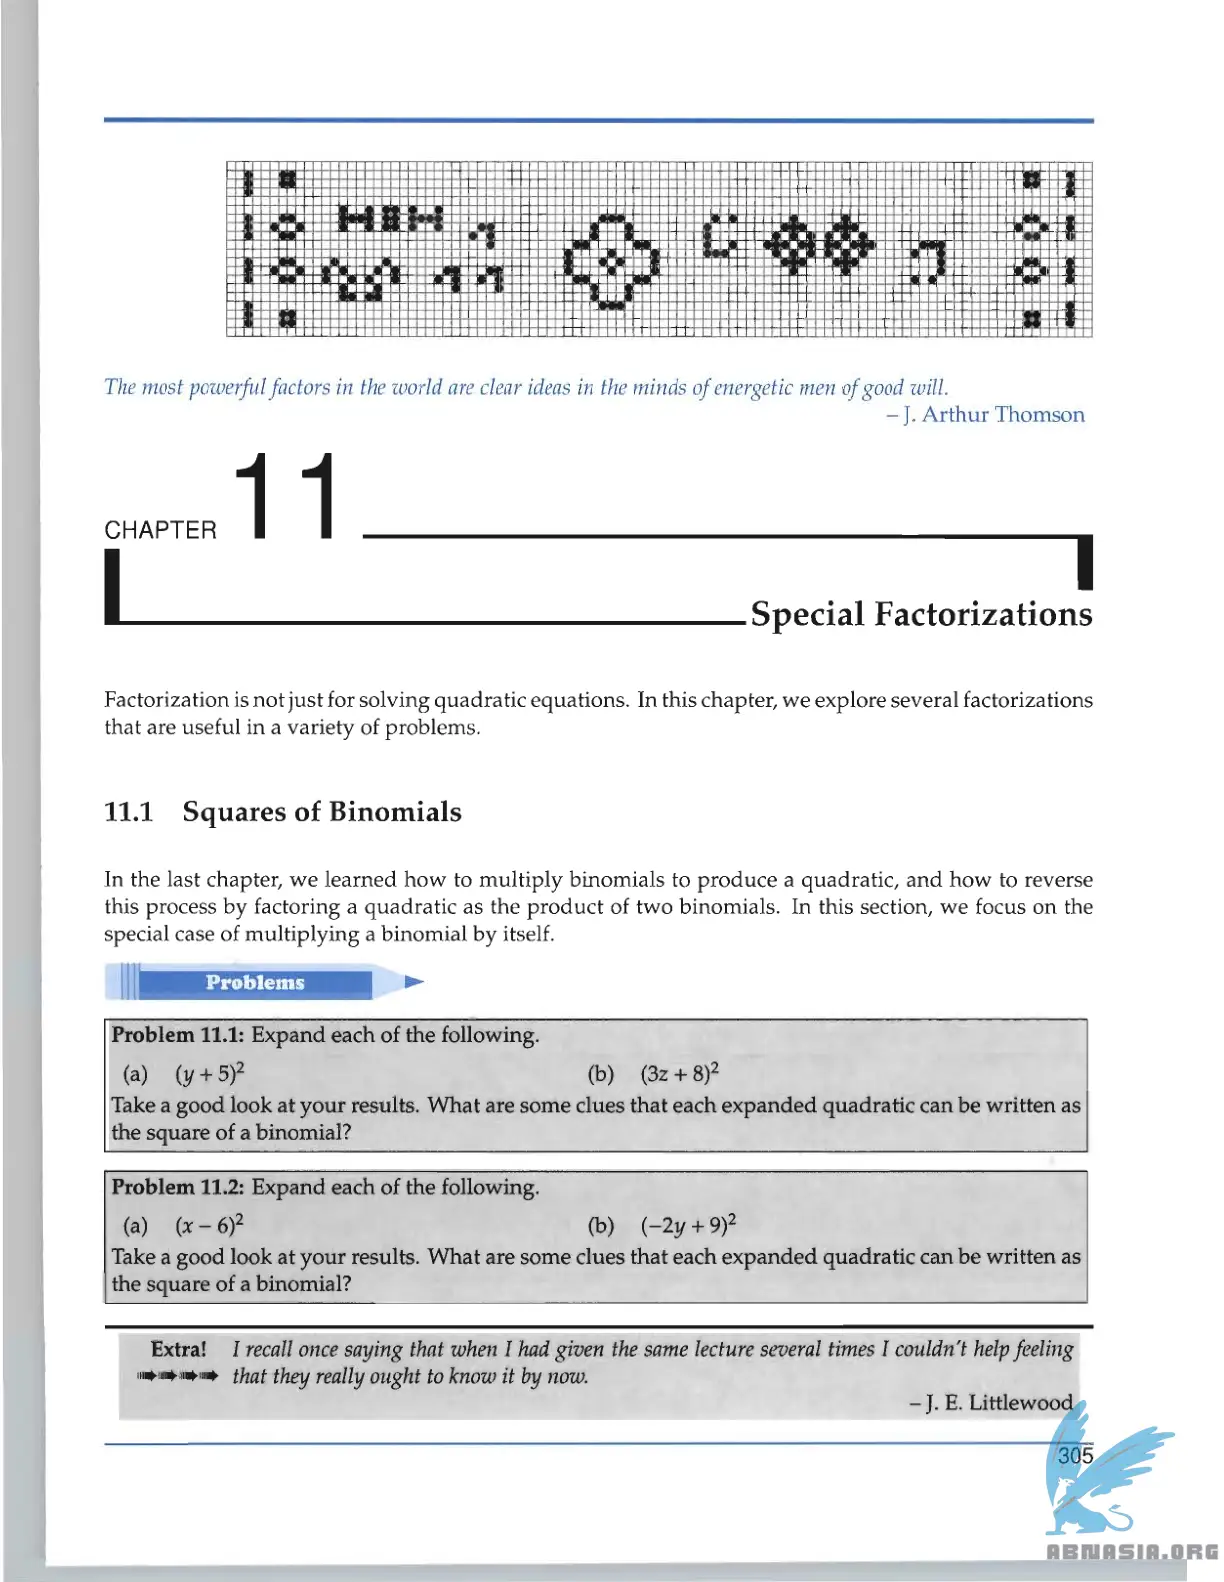 The most powerful factors in the world are clear ideas in the minds of energetic men of good will.
– J. Arthur Thomson
CHAPTER 11
Special Factorizations
Factorization is not just for solving quadratic equations. In this chapter, we explore several factorizations
that are useful in a variety of problems.
11.1 Squares of Binomials
In the last chapter, we learned how to multiply binomials to produce a quadratic, and how to reverse
this process by factoring a quadratic as the product of two binomials. In this section, we focus on the
special case of multiplying a binomial by itself.
Problems
Problem 11.1: Expand each of the following.
(a) (y + 5)² (b) (3z + 8)²
Take a good look at your results. What are some clues that each expanded quadratic can be written as
the square of a binomial?
Problem 11.2: Expand each of the following.
(a) (x – 6)² (b) (–2y + 9)²
Take a good look at your results. What are some clues that each expanded quadratic can be written as
the square of a binomial?
Extra! I recall once saying that when I had given the same lecture several times I couldn't help feeling
that they really ought to know it by now.
– J. E. Littlewood
305
ABNASIA.ORG